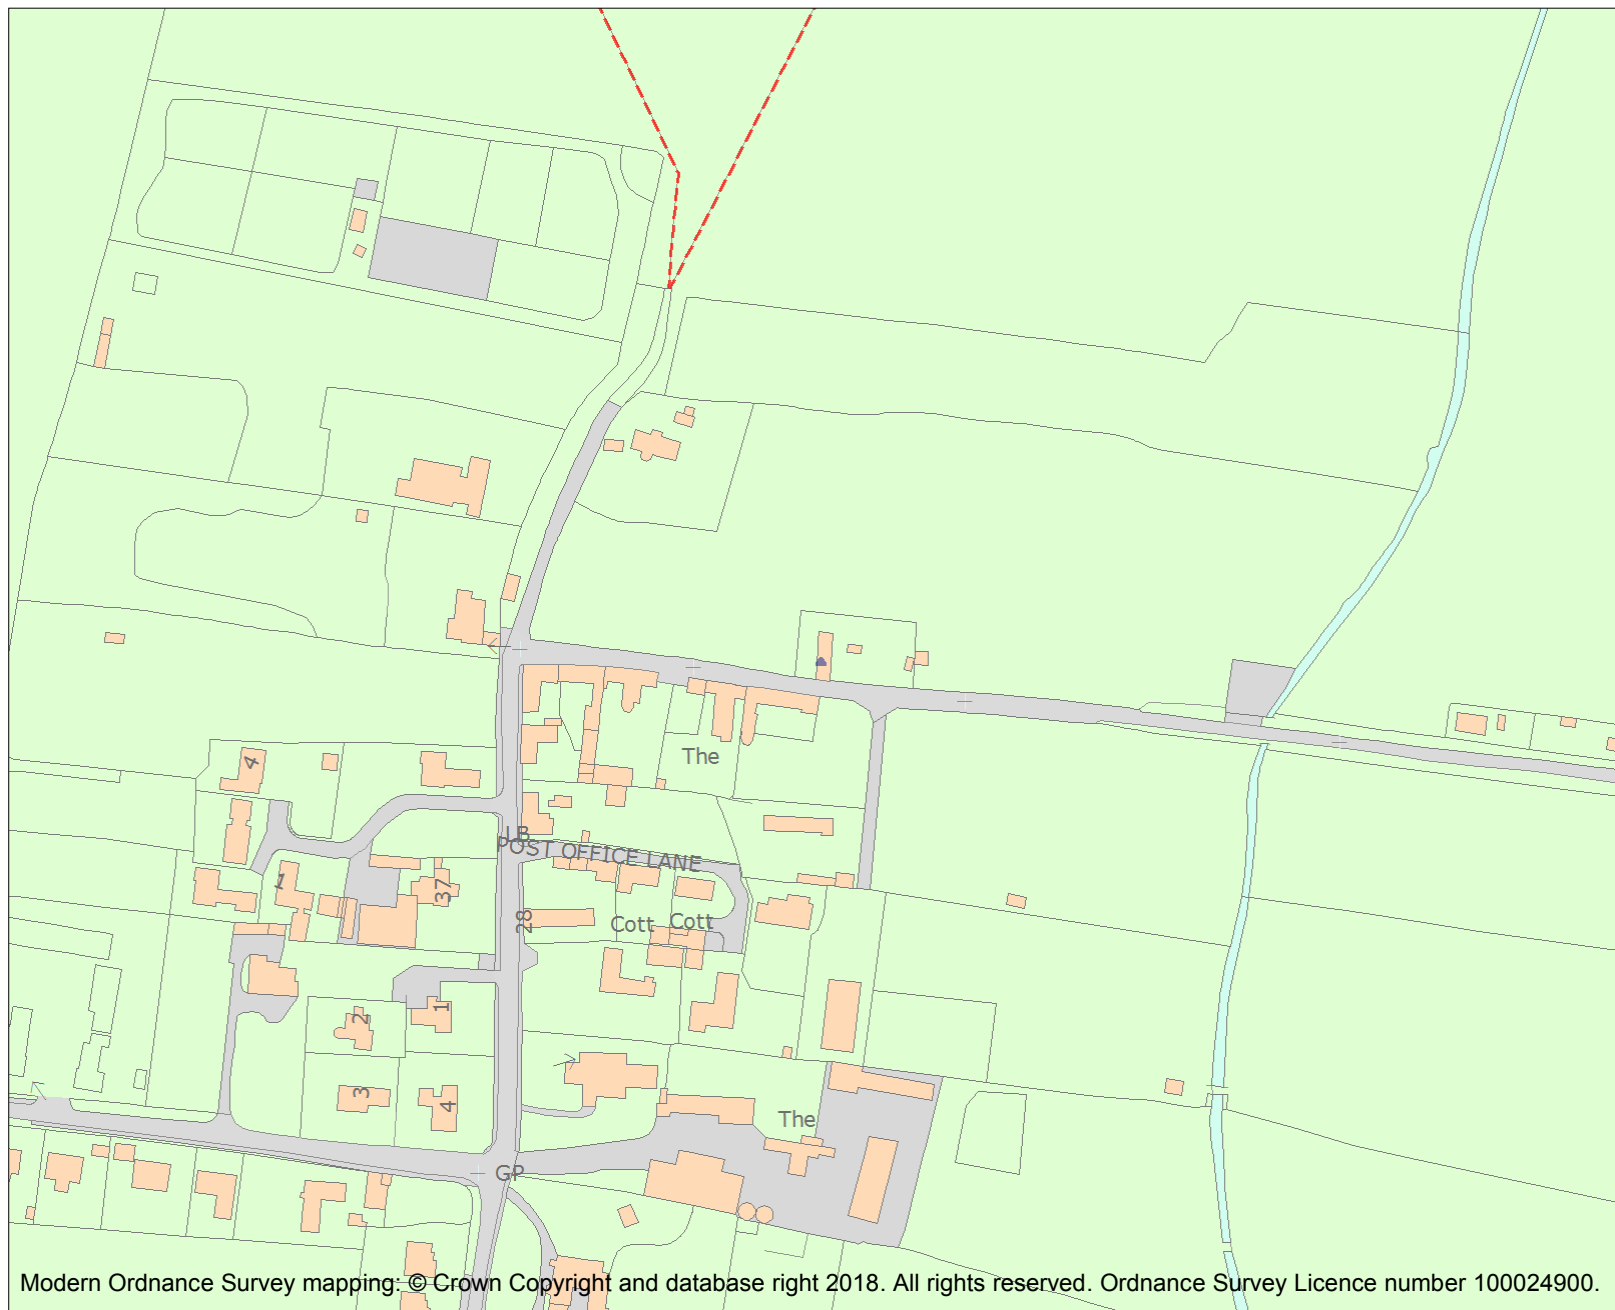 The
4
LB
POST OFFICE LANE
1
37
28
Cott
Cott
2
1
3
4
The
GP
Modern Ordnance Survey mapping: © Crown Copyright and database right 2018. All rights reserved. Ordnance Survey Licence number 100024900.